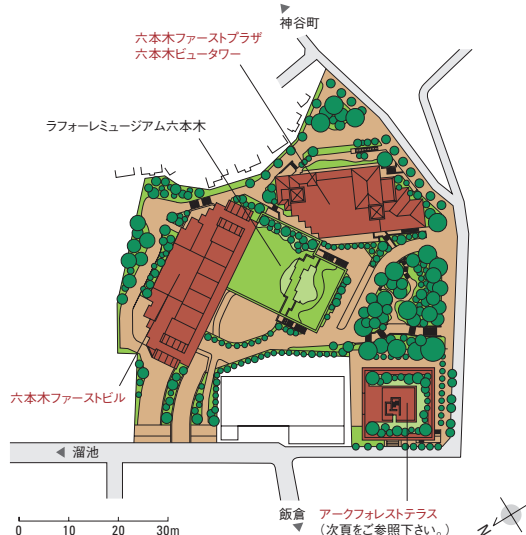 神谷町
六本木ファーストプラザ
六本木ビュータワー
ラフォーレミュージアム六本木
六本木ファーストビル
溜池
飯倉
アークフォレストテラス
(次頁をご参照下さい。)
0 10 20 30m
N